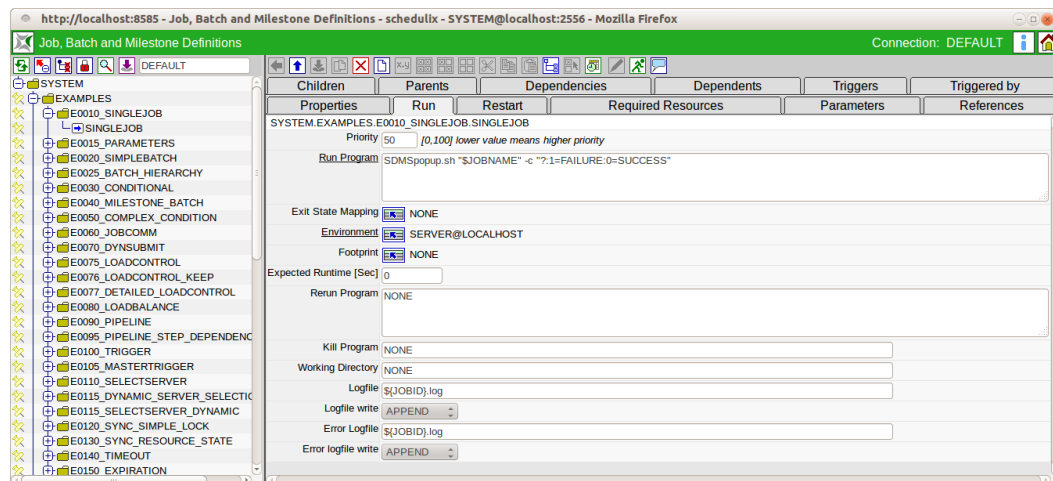 http://localhost:8585 - Job, Batch and Milestone Definitions - schedulix - SYSTEM@localhost:2556 - Mozilla Firefox
Job, Batch and Milestone Definitions
Connection: DEFAULT
DEFAULT
SYSTEM
EXAMPLES
E0010_SINGLEJOB
SINGLEJOB
E0015_PARAMETERS
E0020_SIMPLEBATCH
E0025_BATCH_HIERARCHY
E0030_CONDITIONAL
E0040_MILESTONE_BATCH
E0050_COMPLEX_CONDITION
E0060_JOBCOMM
E0070_DYNSUBMIT
E0075_LOADCONTROL
E0076_LOADCONTROL_KEEP
E0077_DETAILED_LOADCONTROL
E0080_LOADBALANCE
E0090_PIPELINE
E0095_PIPELINE_STEP_DEPENDENC
E0100_TRIGGER
E0105_MASTERTRIGGER
E0110_SELECTSERVER
E0115_DYNAMIC_SERVER_SELECTIO
E0115_SELECTSERVER_DYNAMIC
E0120_SYNC_SIMPLE_LOCK
E0130_SYNC_RESOURCE_STATE
E0140_TIMEOUT
E0150_EXPIRATION
Children Parents Dependencies Dependents Triggers Triggered by
Properties Run Restart Required Resources Parameters References
SYSTEM.EXAMPLES.E0010_SINGLEJOB.SINGLEJOB
Priority 50 [0,100] lower value means higher priority
Run Program SDMSpopup.sh "$JOBNAME" -c "?:1=FAILURE:0=SUCCESS"
Exit State Mapping NONE
Environment SERVER@LOCALHOST
Footprint NONE
Expected Runtime [Sec] 0
Rerun Program NONE
Kill Program NONE
Working Directory NONE
Logfile ${JOBID}.log
Logfile write APPEND
Error Logfile ${JOBID}.log
Error logfile write APPEND